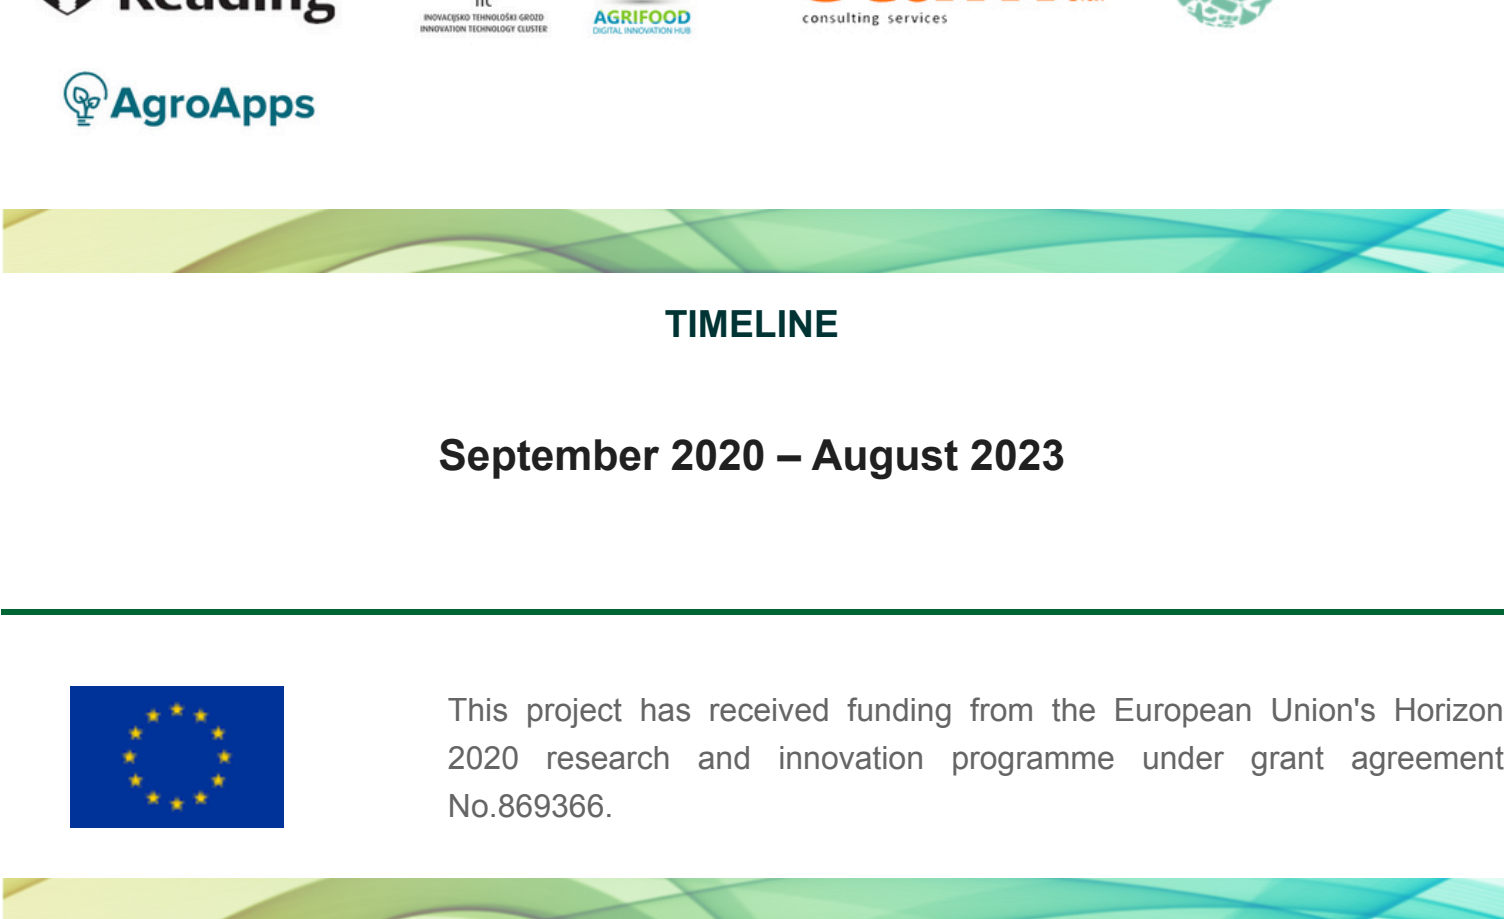 Reading
ITC
INOVACIJSKO TEHNOLOŠKI GROZD
INNOVATION TECHNOLOGY CLUSTER
AGRIFOOD
DIGITAL INNOVATION HUB
consulting services
AgroApps
TIMELINE
September 2020 – August 2023
This project has received funding from the European Union's Horizon
2020 research and innovation programme under grant agreement
No.869366.